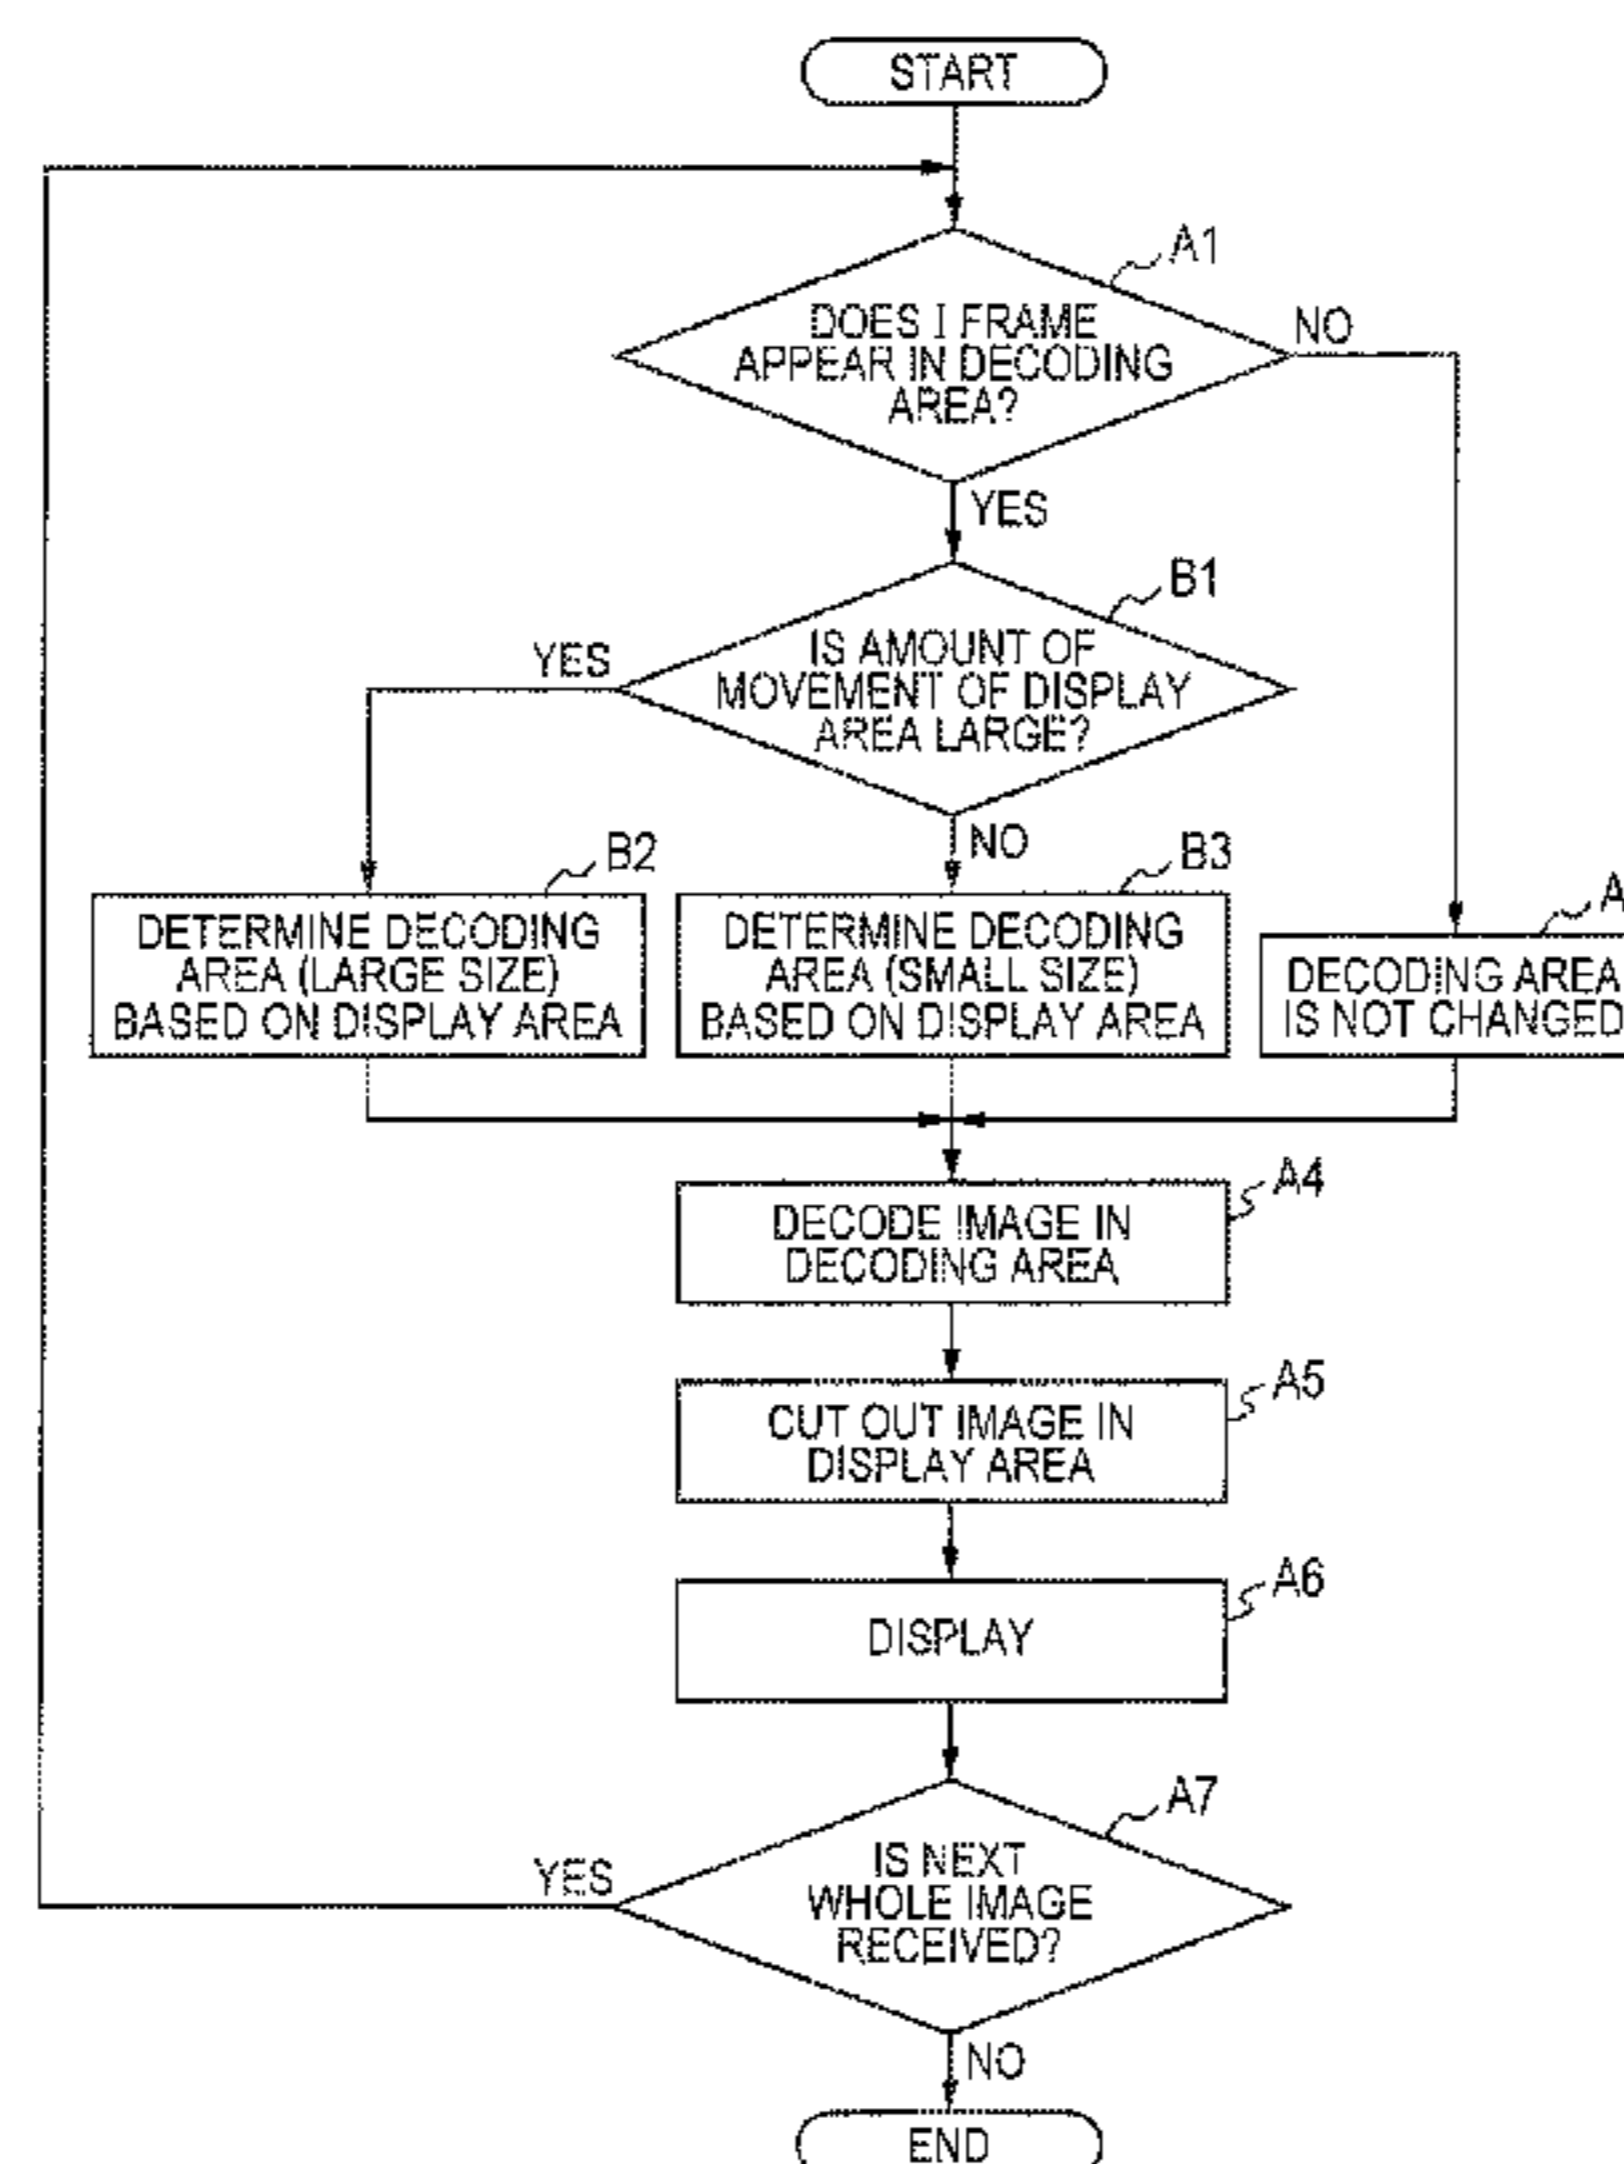 START
A1
DOES I FRAME
APPEAR IN DECODING
AREA?
NO
YES
B1
IS AMOUNT OF
MOVEMENT OF DISPLAY
AREA LARGE?
YES
NO
B2
DETERMINE DECODING
AREA (LARGE SIZE)
BASED ON DISPLAY AREA
B3
DETERMINE DECODING
AREA (SMALL SIZE)
BASED ON DISPLAY AREA
DECODING AREA
IS NOT CHANGED
A4
DECODE IMAGE IN
DECODING AREA
A5
CUT OUT IMAGE IN
DISPLAY AREA
A6
DISPLAY
A7
IS NEXT
WHOLE IMAGE
RECEIVED?
YES
NO
END